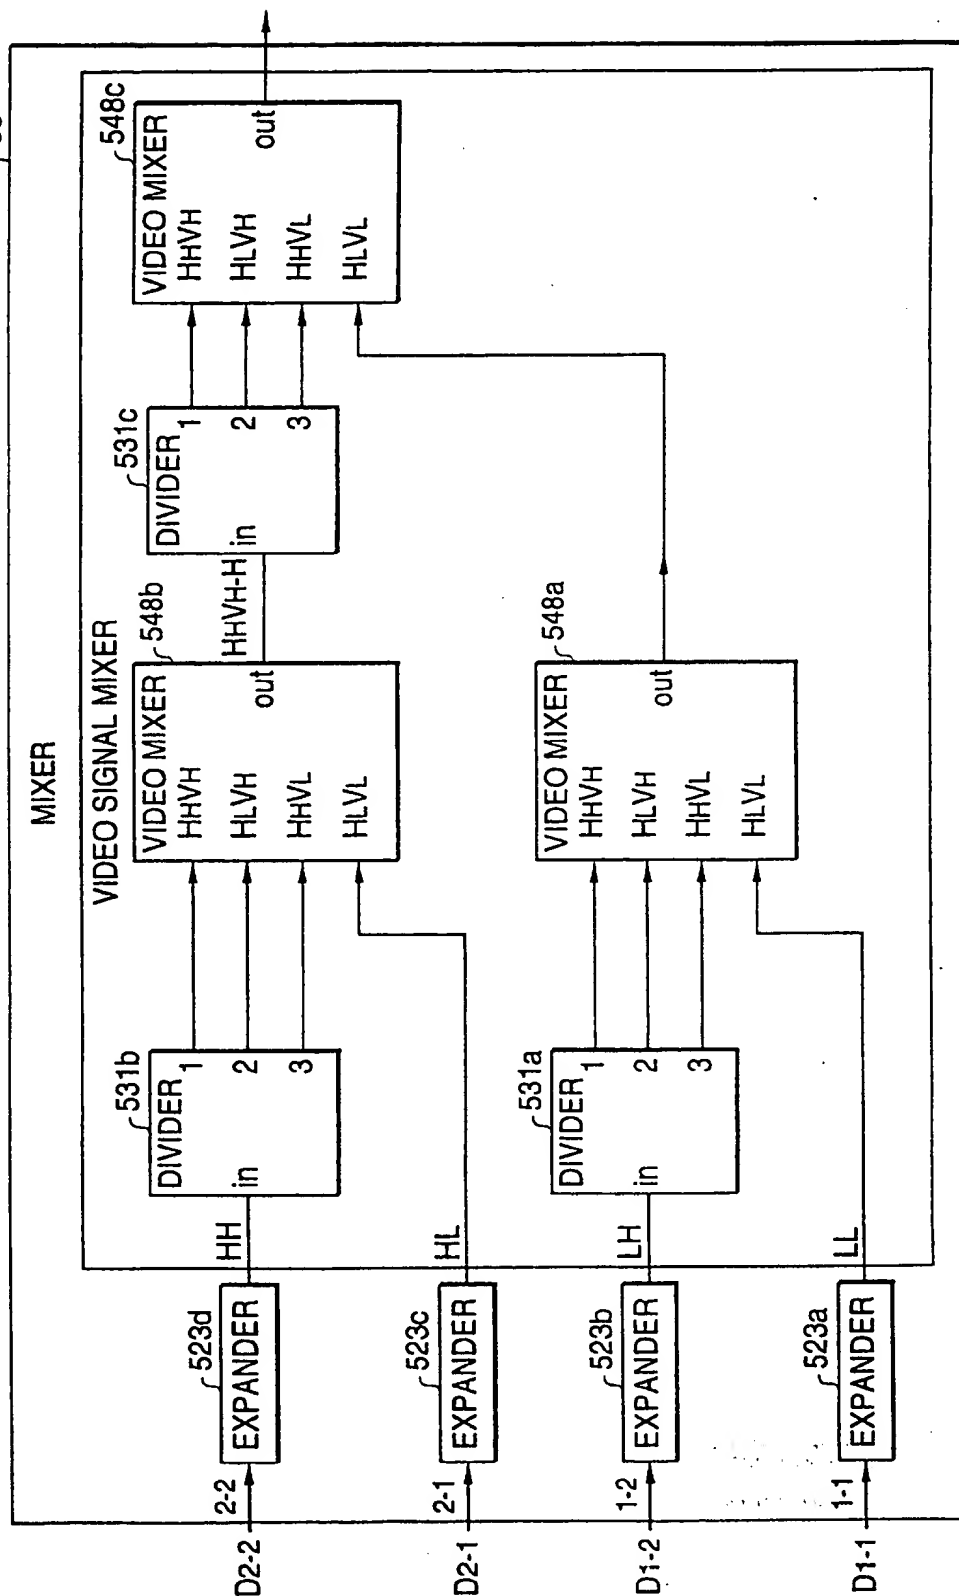 MIXER
VIDEO SIGNAL MIXER
D2-2
2-2
EXPANDER
523d
HH
DIVIDER
531b
in
1
2
3
VIDEO MIXER
548b
HHVH
HLVH
HHVL
HLVL
out
HHVH-H
DIVIDER
531c
in
1
2
3
VIDEO MIXER
548c
HHVH
HLVH
HHVL
HLVL
out
D2-1
2-1
EXPANDER
523c
HL
D1-2
1-2
EXPANDER
523b
LH
DIVIDER
531a
in
1
2
3
VIDEO MIXER
548a
HHVH
HLVH
HHVL
HLVL
out
D1-1
1-1
EXPANDER
523a
LL